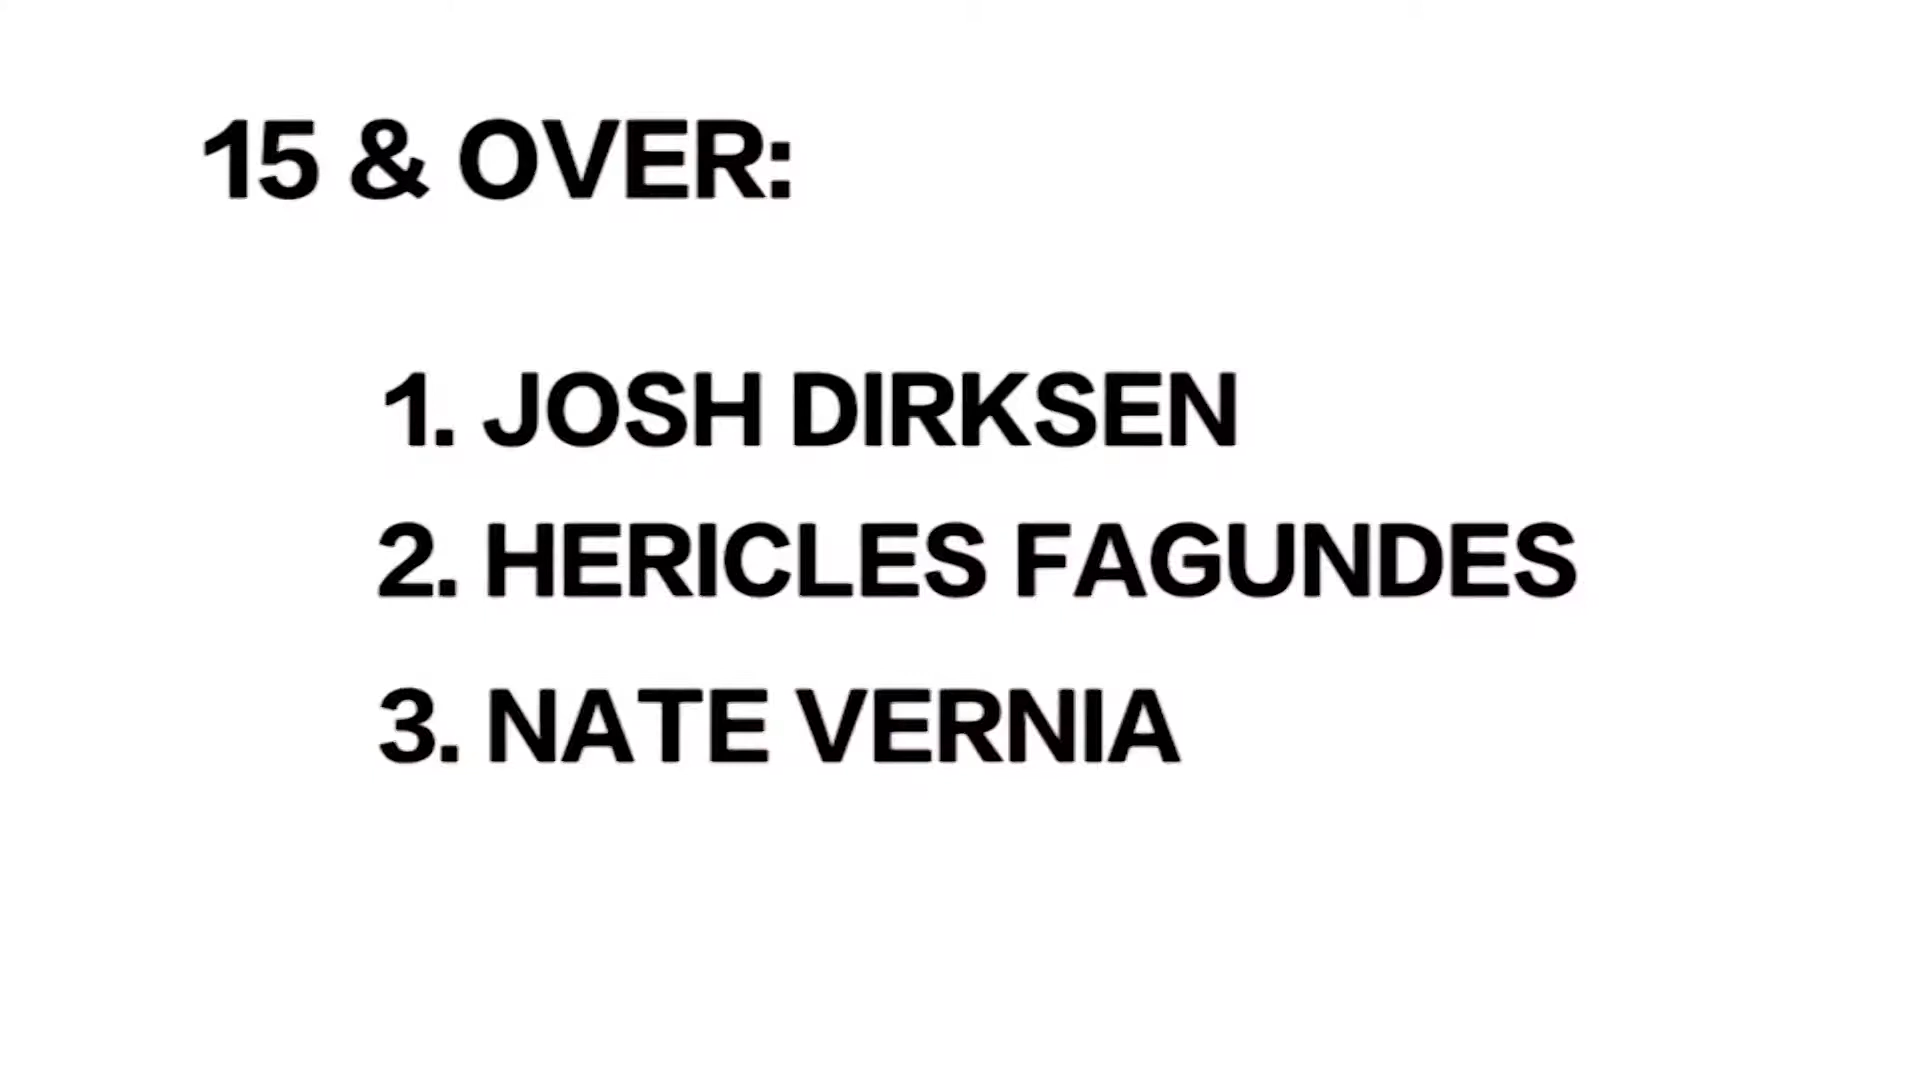 15 & OVER:
1. JOSH DIRKSEN
2. HERICLES FAGUNDES
3. NATE VERNIA